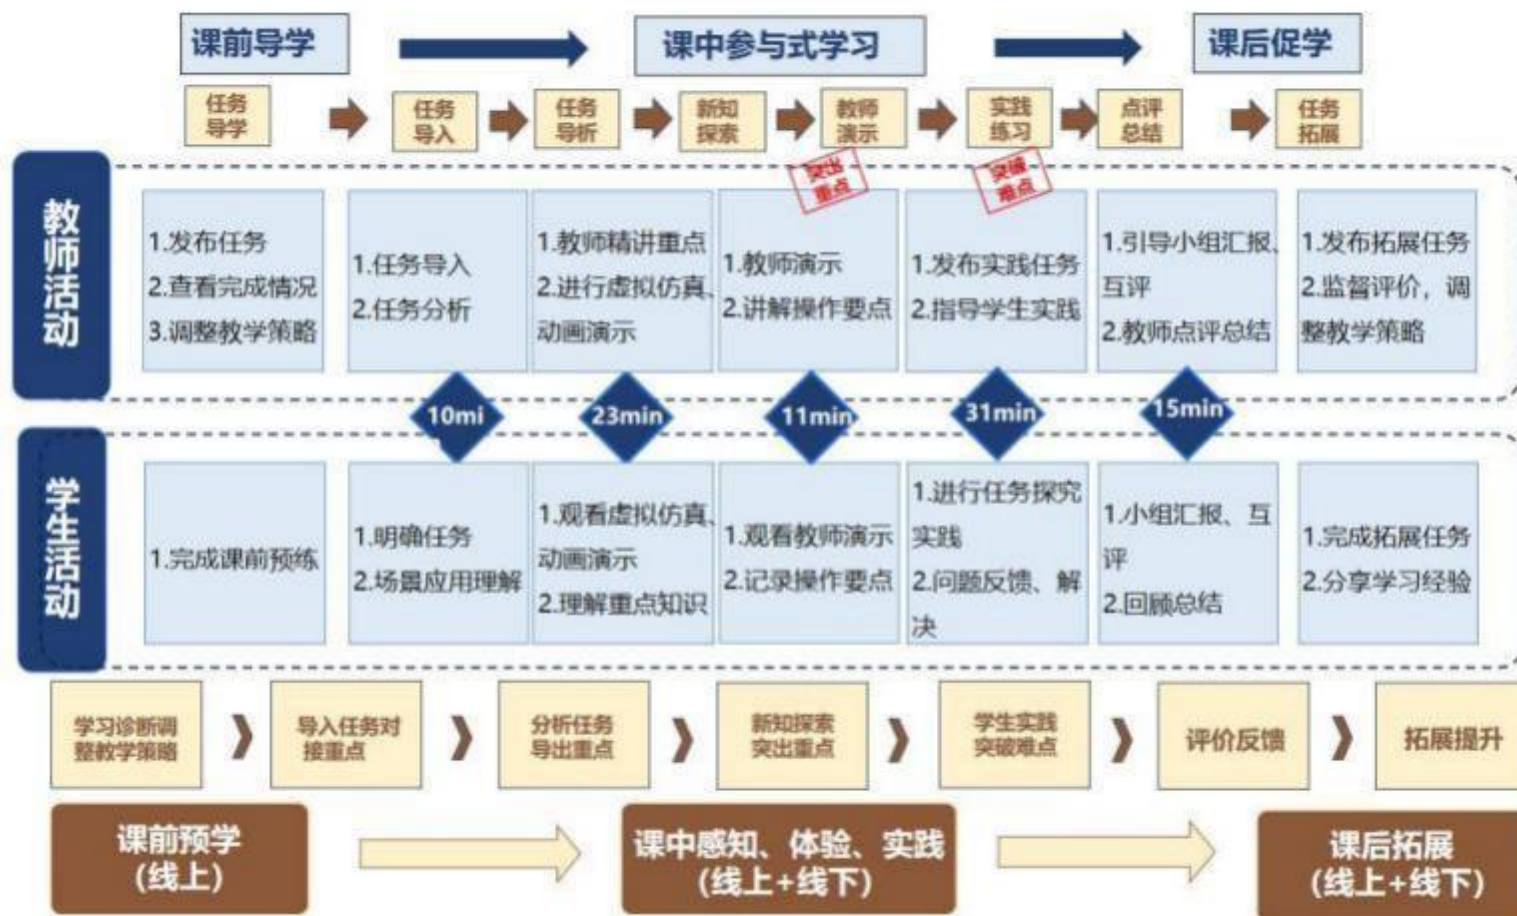 课前导学
课中参与式学习
课后促学
任务
导学
任务
导入
任务
导析
新知
探索
教师
演示
实践
练习
点评
总结
任务
拓展
突出
重点
突破
难点
教师活动
1.发布任务
2.查看完成情况
3.调整教学策略
1.任务导入
2.任务分析
1.教师精讲重点
2.进行虚拟仿真、
动画演示
1.教师演示
2.讲解操作要点
1.发布实践任务
2.指导学生实践
1.引导小组汇报、
互评
2.教师点评总结
1.发布拓展任务
2.监督评价，调
整教学策略
10mi
23min
11min
31min
15min
学生活动
1.完成课前预练
1.明确任务
2.场景应用理解
1.观看虚拟仿真、
动画演示
2.理解重点知识
1.观看教师演示
2.记录操作要点
1.进行任务探究
实践
2.问题反馈、解
决
1.小组汇报、互
评
2.回顾总结
1.完成拓展任务
2.分享学习经验
学习诊断调
整教学策略
导入任务对
接重点
分析任务
导出重点
新知探索
突出重点
学生实践
突破难点
评价反馈
拓展提升
课前预学
(线上)
课中感知、体验、实践
(线上+线下)
课后拓展
(线上+线下)